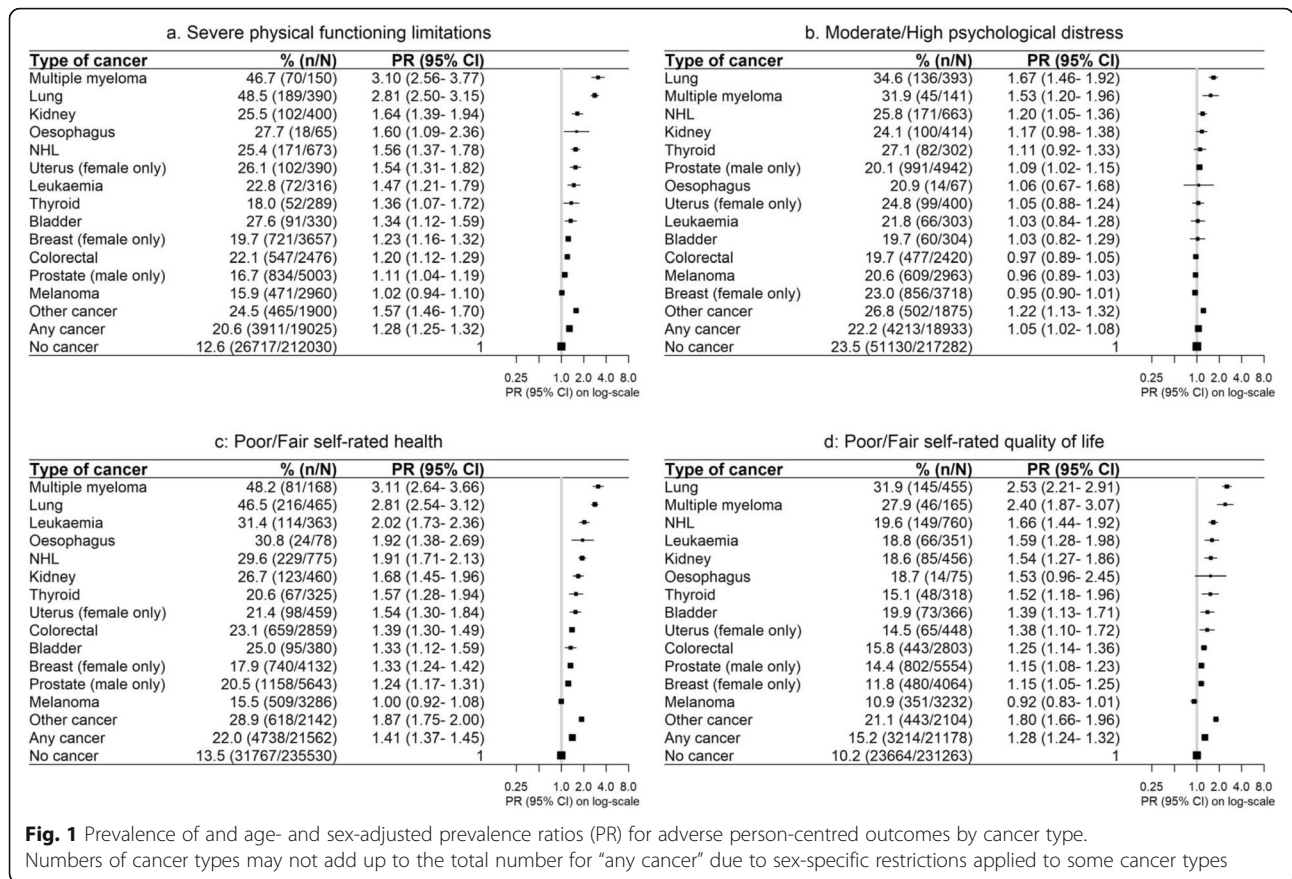 a. Severe physical functioning limitations
Type of cancer % (n/N) PR (95% CI)
Multiple myeloma 46.7 (70/150) 3.10 (2.56- 3.77)
Lung 48.5 (189/390) 2.81 (2.50- 3.15)
Kidney 25.5 (102/400) 1.64 (1.39- 1.94)
Oesophagus 27.7 (18/65) 1.60 (1.09- 2.36)
NHL 25.4 (171/673) 1.56 (1.37- 1.78)
Uterus (female only) 26.1 (102/390) 1.54 (1.31- 1.82)
Leukaemia 22.8 (72/316) 1.47 (1.21- 1.79)
Thyroid 18.0 (52/289) 1.36 (1.07- 1.72)
Bladder 27.6 (91/330) 1.34 (1.12- 1.59)
Breast (female only) 19.7 (721/3657) 1.23 (1.16- 1.32)
Colorectal 22.1 (547/2476) 1.20 (1.12- 1.29)
Prostate (male only) 16.7 (834/5003) 1.11 (1.04- 1.19)
Melanoma 15.9 (471/2960) 1.02 (0.94- 1.10)
Other cancer 24.5 (465/1900) 1.57 (1.46- 1.70)
Any cancer 20.6 (3911/19025) 1.28 (1.25- 1.32)
No cancer 12.6 (26717/212030) 1
0.25 1.0 2.0 4.0 8.0
PR (95% CI) on log-scale
b. Moderate/High psychological distress
Type of cancer % (n/N) PR (95% CI)
Lung 34.6 (136/393) 1.67 (1.46- 1.92)
Multiple myeloma 31.9 (45/141) 1.53 (1.20- 1.96)
NHL 25.8 (171/663) 1.20 (1.05- 1.36)
Kidney 24.1 (100/414) 1.17 (0.98- 1.38)
Thyroid 27.1 (82/302) 1.11 (0.92- 1.33)
Prostate (male only) 20.1 (991/4942) 1.09 (1.02- 1.15)
Oesophagus 20.9 (14/67) 1.06 (0.67- 1.68)
Uterus (female only) 24.8 (99/400) 1.05 (0.88- 1.24)
Leukaemia 21.8 (66/303) 1.03 (0.84- 1.28)
Bladder 19.7 (60/304) 1.03 (0.82- 1.29)
Colorectal 19.7 (477/2420) 0.97 (0.89- 1.05)
Melanoma 20.6 (609/2963) 0.96 (0.89- 1.03)
Breast (female only) 23.0 (856/3718) 0.95 (0.90- 1.01)
Other cancer 26.8 (502/1875) 1.22 (1.13- 1.32)
Any cancer 22.2 (4213/18933) 1.05 (1.02- 1.08)
No cancer 23.5 (51130/217282) 1
0.25 1.0 2.0 4.0 8.0
PR (95% CI) on log-scale
c: Poor/Fair self-rated health
Type of cancer % (n/N) PR (95% CI)
Multiple myeloma 48.2 (81/168) 3.11 (2.64- 3.66)
Lung 46.5 (216/465) 2.81 (2.54- 3.12)
Leukaemia 31.4 (114/363) 2.02 (1.73- 2.36)
Oesophagus 30.8 (24/78) 1.92 (1.38- 2.69)
NHL 29.6 (229/775) 1.91 (1.71- 2.13)
Kidney 26.7 (123/460) 1.68 (1.45- 1.96)
Thyroid 20.6 (67/325) 1.57 (1.28- 1.94)
Uterus (female only) 21.4 (98/459) 1.54 (1.30- 1.84)
Colorectal 23.1 (659/2859) 1.39 (1.30- 1.49)
Bladder 25.0 (95/380) 1.33 (1.12- 1.59)
Breast (female only) 17.9 (740/4132) 1.33 (1.24- 1.42)
Prostate (male only) 20.5 (1158/5643) 1.24 (1.17- 1.31)
Melanoma 15.5 (509/3286) 1.00 (0.92- 1.08)
Other cancer 28.9 (618/2142) 1.87 (1.75- 2.00)
Any cancer 22.0 (4738/21562) 1.41 (1.37- 1.45)
No cancer 13.5 (31767/235530) 1
0.25 1.0 2.0 4.0 8.0
PR (95% CI) on log-scale
d: Poor/Fair self-rated quality of life
Type of cancer % (n/N) PR (95% CI)
Lung 31.9 (145/455) 2.53 (2.21- 2.91)
Multiple myeloma 27.9 (46/165) 2.40 (1.87- 3.07)
NHL 19.6 (149/760) 1.66 (1.44- 1.92)
Leukaemia 18.8 (66/351) 1.59 (1.28- 1.98)
Kidney 18.6 (85/456) 1.54 (1.27- 1.86)
Oesophagus 18.7 (14/75) 1.53 (0.96- 2.45)
Thyroid 15.1 (48/318) 1.52 (1.18- 1.96)
Bladder 19.9 (73/366) 1.39 (1.13- 1.71)
Uterus (female only) 14.5 (65/448) 1.38 (1.10- 1.72)
Colorectal 15.8 (443/2803) 1.25 (1.14- 1.36)
Prostate (male only) 14.4 (802/5554) 1.15 (1.08- 1.23)
Breast (female only) 11.8 (480/4064) 1.15 (1.05- 1.25)
Melanoma 10.9 (351/3232) 0.92 (0.83- 1.01)
Other cancer 21.1 (443/2104) 1.80 (1.66- 1.96)
Any cancer 15.2 (3214/21178) 1.28 (1.24- 1.32)
No cancer 10.2 (23664/231263) 1
0.25 1.0 2.0 4.0 8.0
PR (95% CI) on log-scale
Fig. 1 Prevalence of and age- and sex-adjusted prevalence ratios (PR) for adverse person-centred outcomes by cancer type.
Numbers of cancer types may not add up to the total number for “any cancer” due to sex-specific restrictions applied to some cancer types